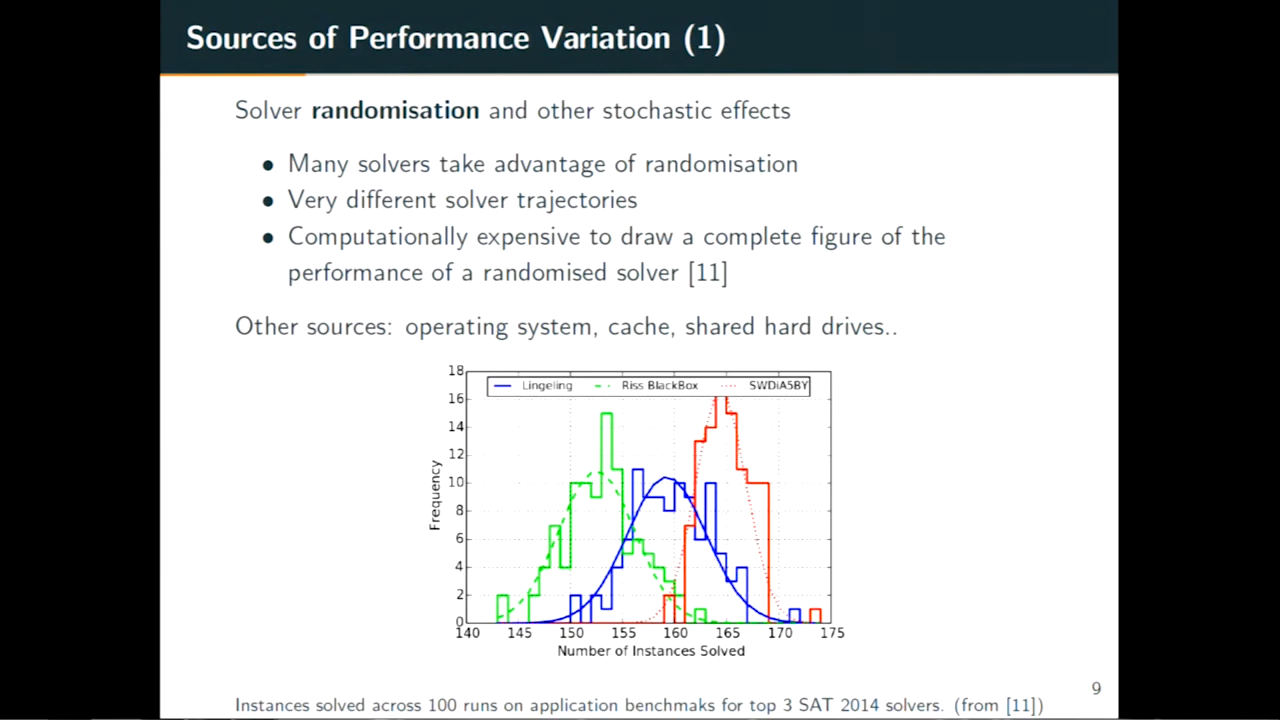 Sources of Performance Variation (1)
Solver randomisation and other stochastic effects
• Many solvers take advantage of randomisation
• Very different solver trajectories
• Computationally expensive to draw a complete figure of the
performance of a randomised solver [11]
Other sources: operating system, cache, shared hard drives..
Lingeling Riss BlackBox SWDiA5BY
18
16
14
12
10
8
6
4
2
0
Frequency
140 145 150 155 160 165 170 175
Number of Instances Solved
9
Instances solved across 100 runs on application benchmaks for top 3 SAT 2014 solvers. (from [11])